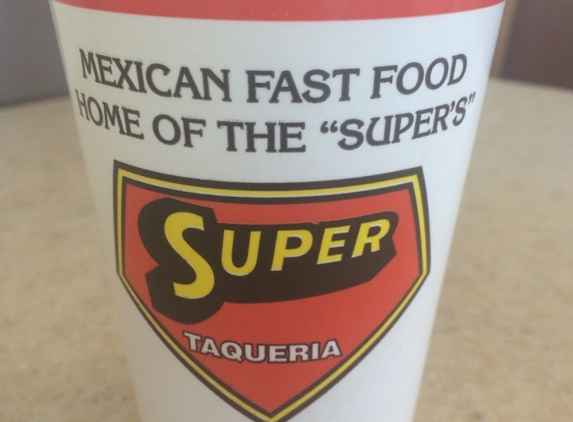 MEXICAN FAST FOOD
HOME OF THE “SUPER'S”
SUPER
TAQUERIA